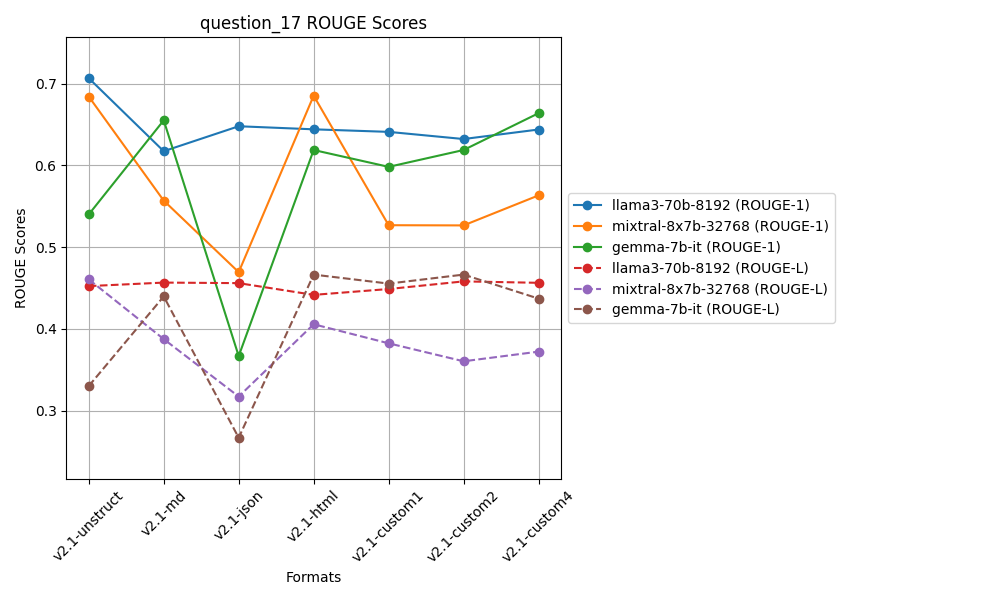 question_17 ROUGE Scores
ROUGE Scores
0.7
0.6
0.5
0.4
0.3
v2.1-unstruct
v2.1-md
v2.1-json
v2.1-html
v2.1-custom1
v2.1-custom2
v2.1-custom4
Formats
llama3-70b-8192 (ROUGE-1)
mixtral-8x7b-32768 (ROUGE-1)
gemma-7b-it (ROUGE-1)
llama3-70b-8192 (ROUGE-L)
mixtral-8x7b-32768 (ROUGE-L)
gemma-7b-it (ROUGE-L)